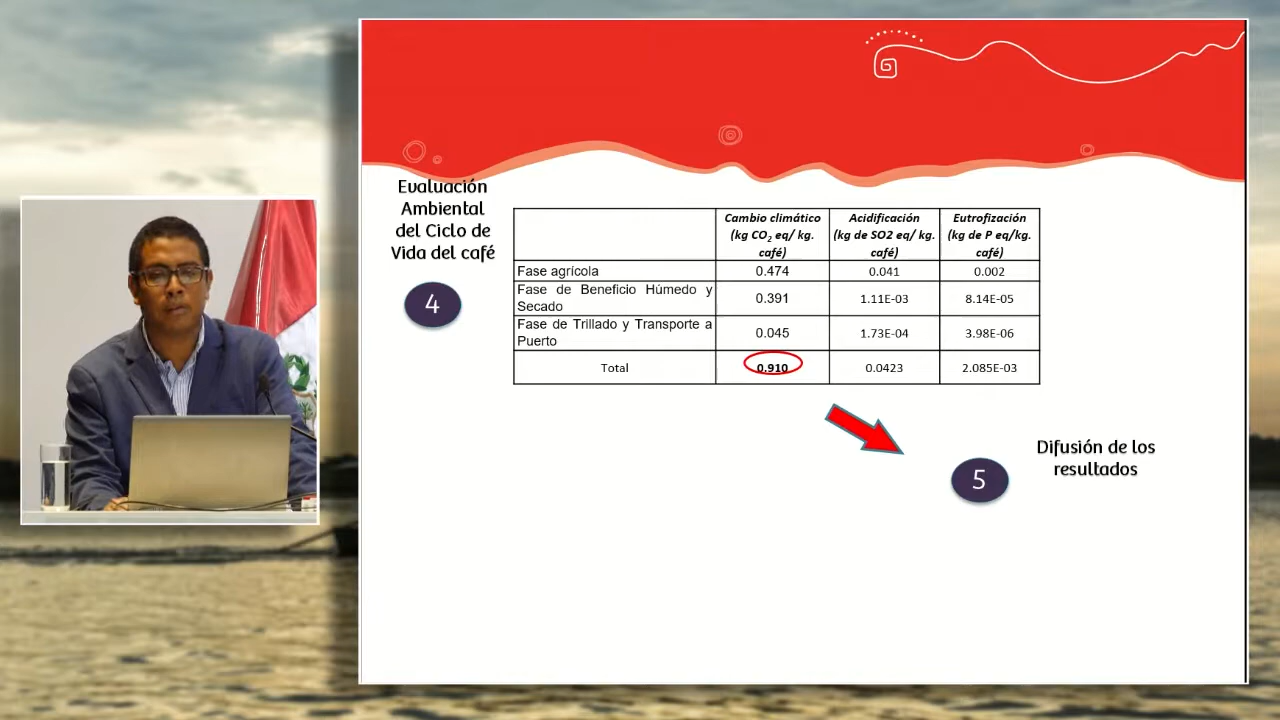 Evaluación
Ambiental
del Ciclo de
Vida del café
4
Cambio climático
(kg CO₂ eq/ kg.
café)
Acidificación
(kg de SO2 eq/ kg.
café)
Eutrofización
(kg de P eq/kg.
café)
Fase agrícola
0.474
0.041
0.002
Fase de Beneficio Húmedo y
Secado
0.391
1.11E-03
8.14E-05
Fase de Trillado y Transporte a
Puerto
0.045
1.73E-04
3.98E-06
Total
0.910
0.0423
2.085E-03
Difusión de los
resultados
5